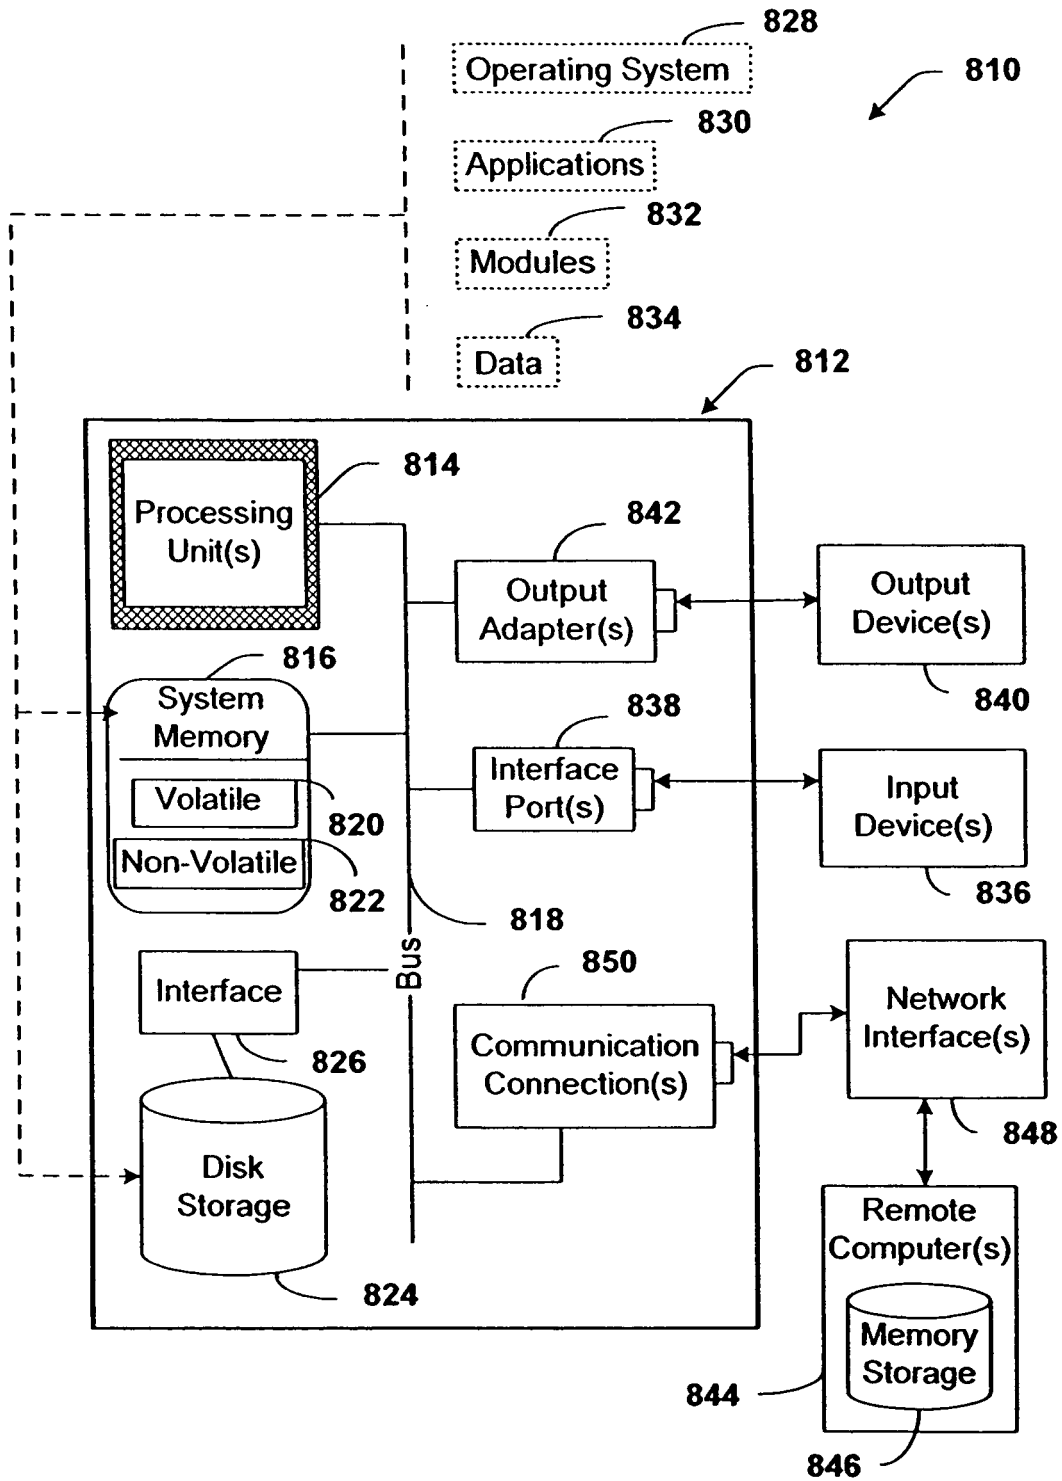 828
Operating System
810
830
Applications
832
Modules
834
Data
812
814
Processing
Unit(s)
842
Output
Adapter(s)
Output
Device(s)
840
816
System
Memory
838
Interface
Port(s)
Input
Device(s)
836
Volatile
820
Non-Volatile
822
818
Bus
850
Interface
826
Communication
Connection(s)
Network
Interface(s)
848
Disk
Storage
824
Remote
Computer(s)
Memory
Storage
844
846